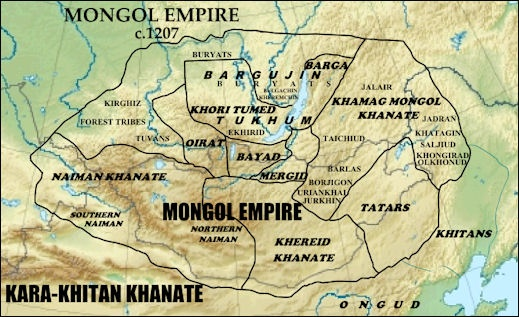 MONGOL EMPIRE
c.1207
BURYATS
BARGUJIN
BURYATS
BARGA
JALAIR
KHAMAG MONGOL
KHANATE
KHORI TUMED
TUKHUM
KIRGHIZ
FOREST TRIBES
TUVANS
EKHIRID
OIRAT
BAYAD
MERGID
TAICHIUD
JADRAN
KHATAGIN
SALJIUD
KHONGIRAD
OLKHONUD
BARLAS
BORJIGON
URIANKHAI
JURKHIN
NAIMAN KHANATE
SOUTHERN
NAIMAN
MONGOL EMPIRE
NORTHERN
NAIMAN
TATARS
KHEREID
KHANATE
KHITANS
KARA-KHITAN KHANATE
ONGUD